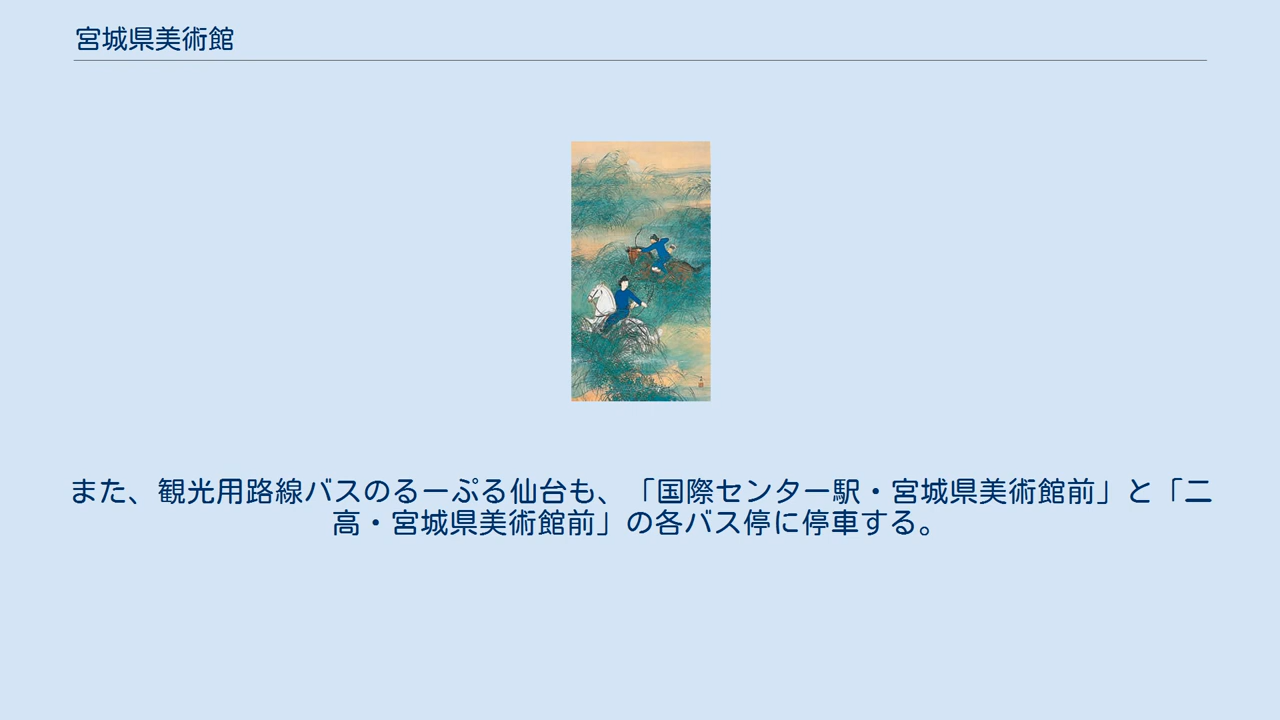 宮城県美術館
また、観光用路線バスのるーぷる仙台も、「国際センター駅・宮城県美術館前」と「二
高・宮城県美術館前」の各バス停に停車する。